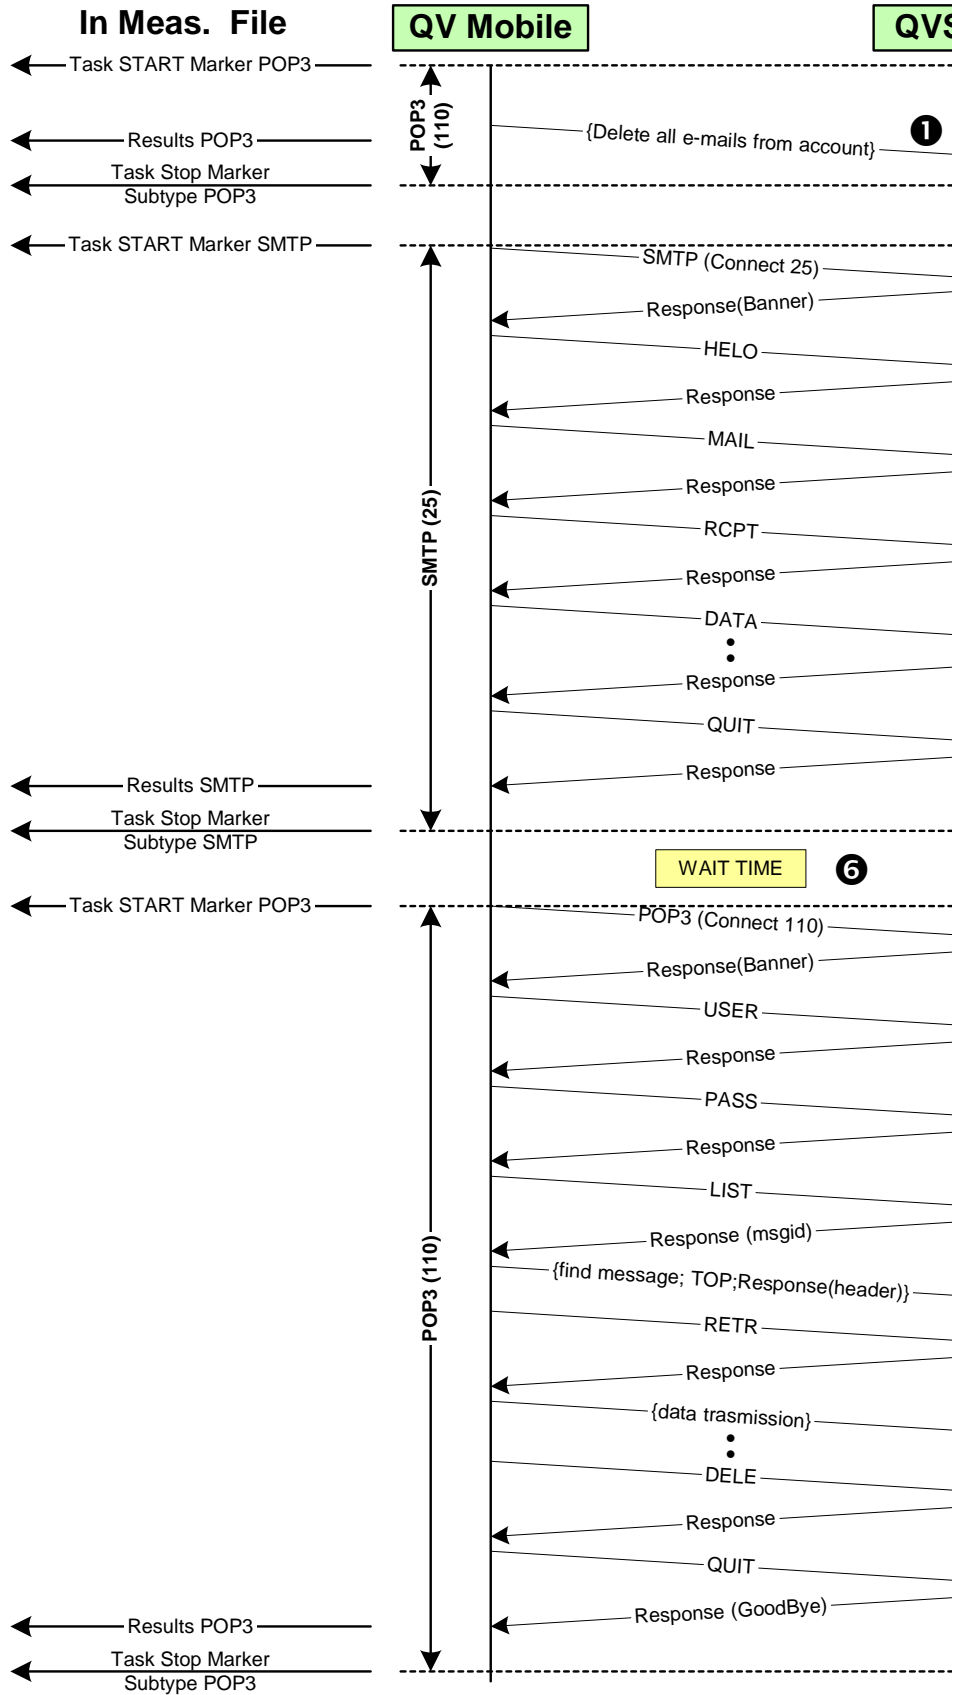 In Meas. File
QV Mobile
QVS
Task START Marker POP3
POP3
(110)
{Delete all e-mails from account}
1
Results POP3
Task Stop Marker
Subtype POP3
Task START Marker SMTP
SMTP (Connect 25)
Response(Banner)
HELO
Response
MAIL
Response
SMTP (25)
RCPT
Response
DATA
Response
QUIT
Response
Results SMTP
Task Stop Marker
Subtype SMTP
WAIT TIME
6
Task START Marker POP3
POP3 (Connect 110)
Response(Banner)
USER
Response
PASS
Response
LIST
Response (msgid)
{find message; TOP;Response(header)}
POP3 (110)
RETR
Response
{data trasmission}
DELE
Response
QUIT
Response (GoodBye)
Results POP3
Task Stop Marker
Subtype POP3